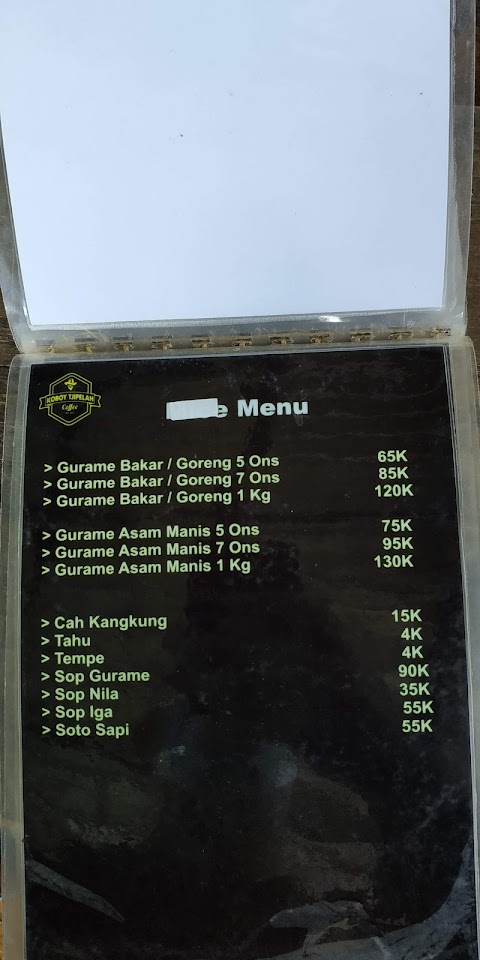 KOBOY TJIPELAH
Coffee
Menu
> Gurame Bakar / Goreng 5 Ons 65K
> Gurame Bakar / Goreng 7 Ons 85K
> Gurame Bakar / Goreng 1 Kg 120K
> Gurame Asam Manis 5 Ons 75K
> Gurame Asam Manis 7 Ons 95K
> Gurame Asam Manis 1 Kg 130K
> Cah Kangkung 15K
> Tahu 4K
> Tempe 4K
> Sop Gurame 90K
> Sop Nila 35K
> Sop Iga 55K
> Soto Sapi 55K